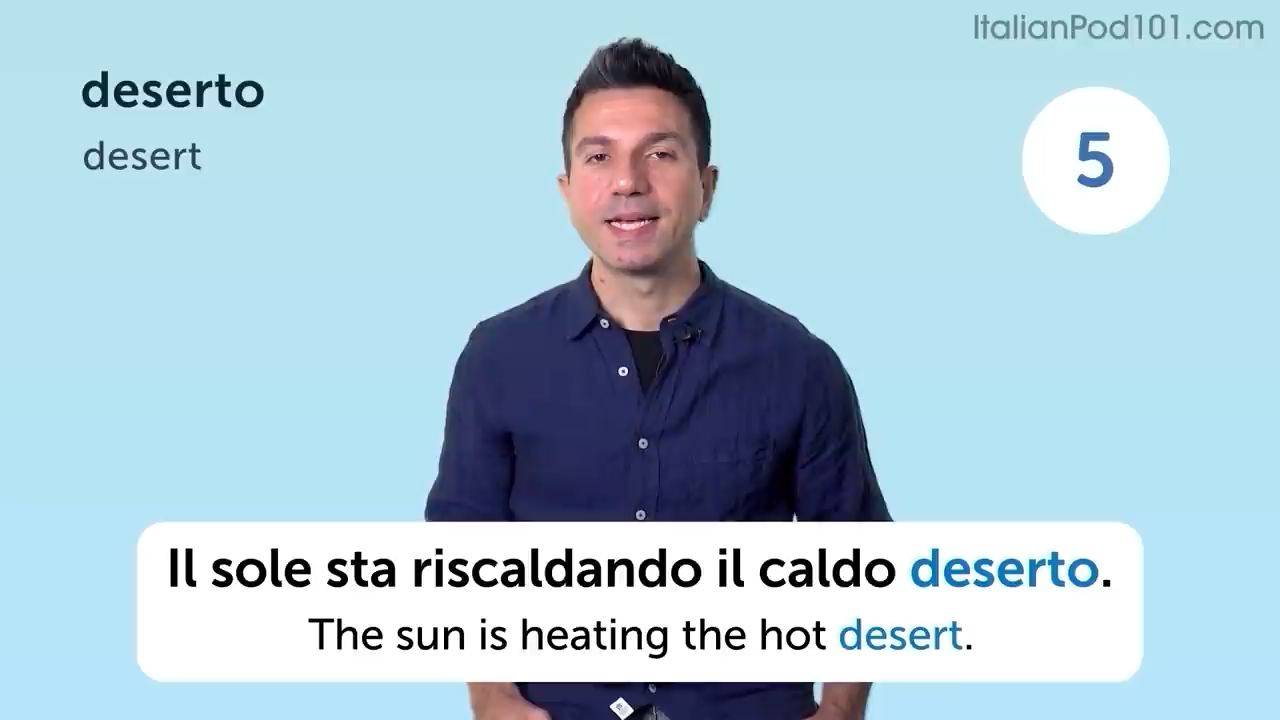 ItalianPod101.com
deserto
desert
5
Il sole sta riscaldando il caldo deserto.
The sun is heating the hot desert.